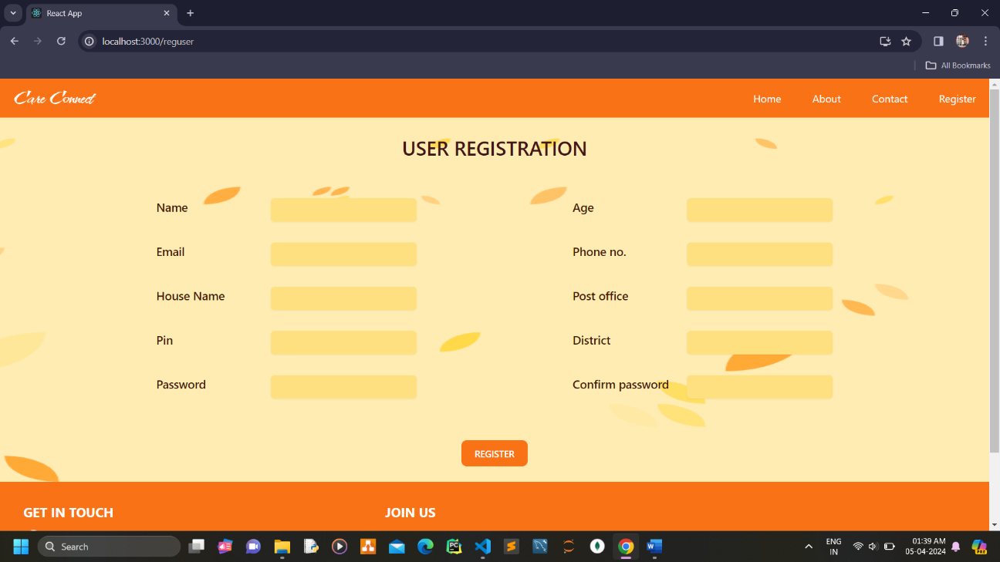 React App
localhost:3000/reguser
All Bookmarks
Care Connect
Home About Contact Register
USER REGISTRATION
Name Age
Email Phone no.
House Name Post office
Pin District
Password Confirm password
REGISTER
GET IN TOUCH JOIN US
Search
ENG
IN
01:39 AM
05-04-2024